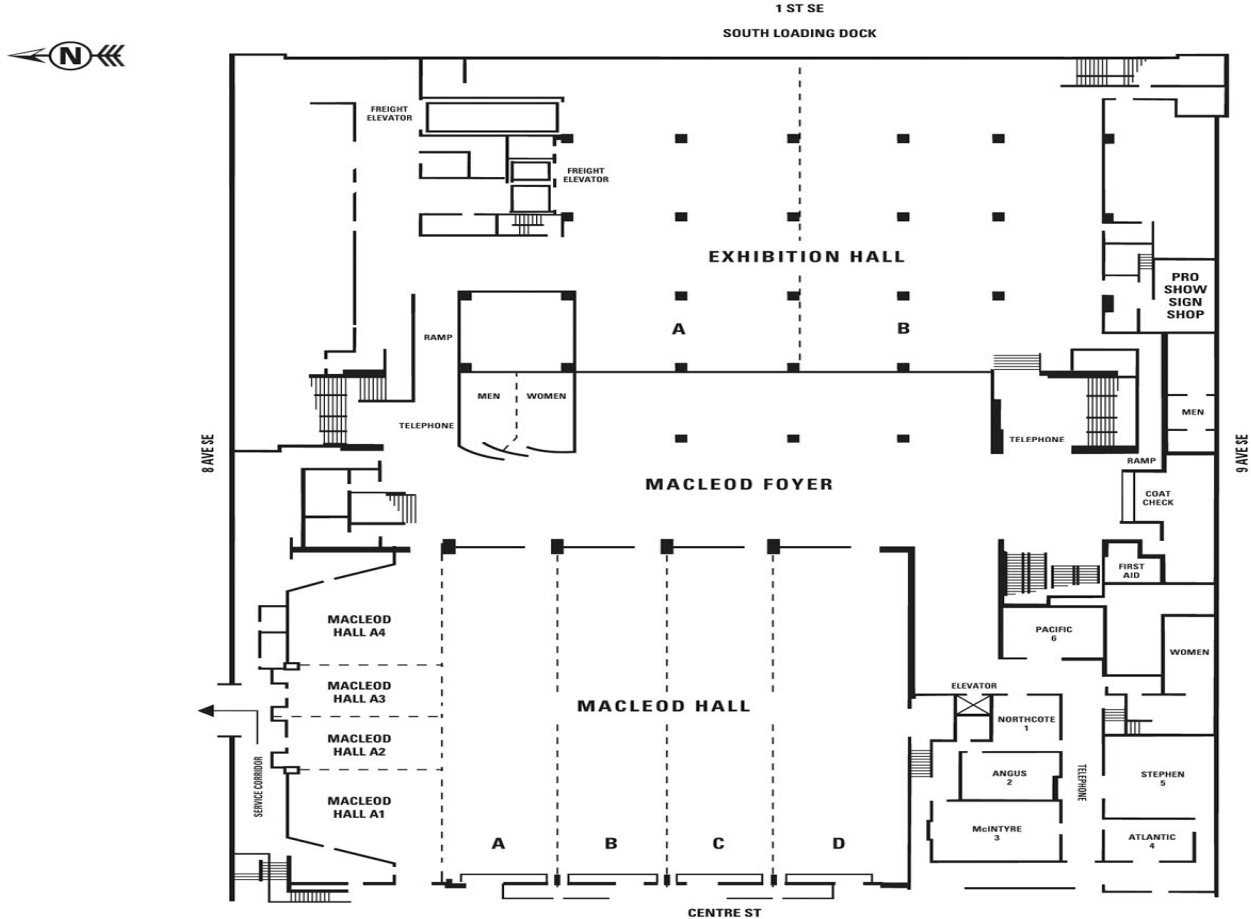 1 ST SE
SOUTH LOADING DOCK
N
FREIGHT
ELEVATOR
FREIGHT
ELEVATOR
EXHIBITION HALL
PRO
SHOW
SIGN
SHOP
A
B
RAMP
MEN
WOMEN
TELEPHONE
TELEPHONE
MEN
8 AVE SE
9 AVE SE
RAMP
MACLEOD FOYER
COAT
CHECK
FIRST
AID
MACLEOD
HALL A4
PACIFIC
6
WOMEN
MACLEOD
HALL A3
ELEVATOR
MACLEOD HALL
NORTHCOTE
1
MACLEOD
HALL A2
SERVICE CORRIDOR
ANGUS
2
TELEPHONE
STEPHEN
5
MACLEOD
HALL A1
McINTYRE
3
ATLANTIC
4
A
B
C
D
CENTRE ST